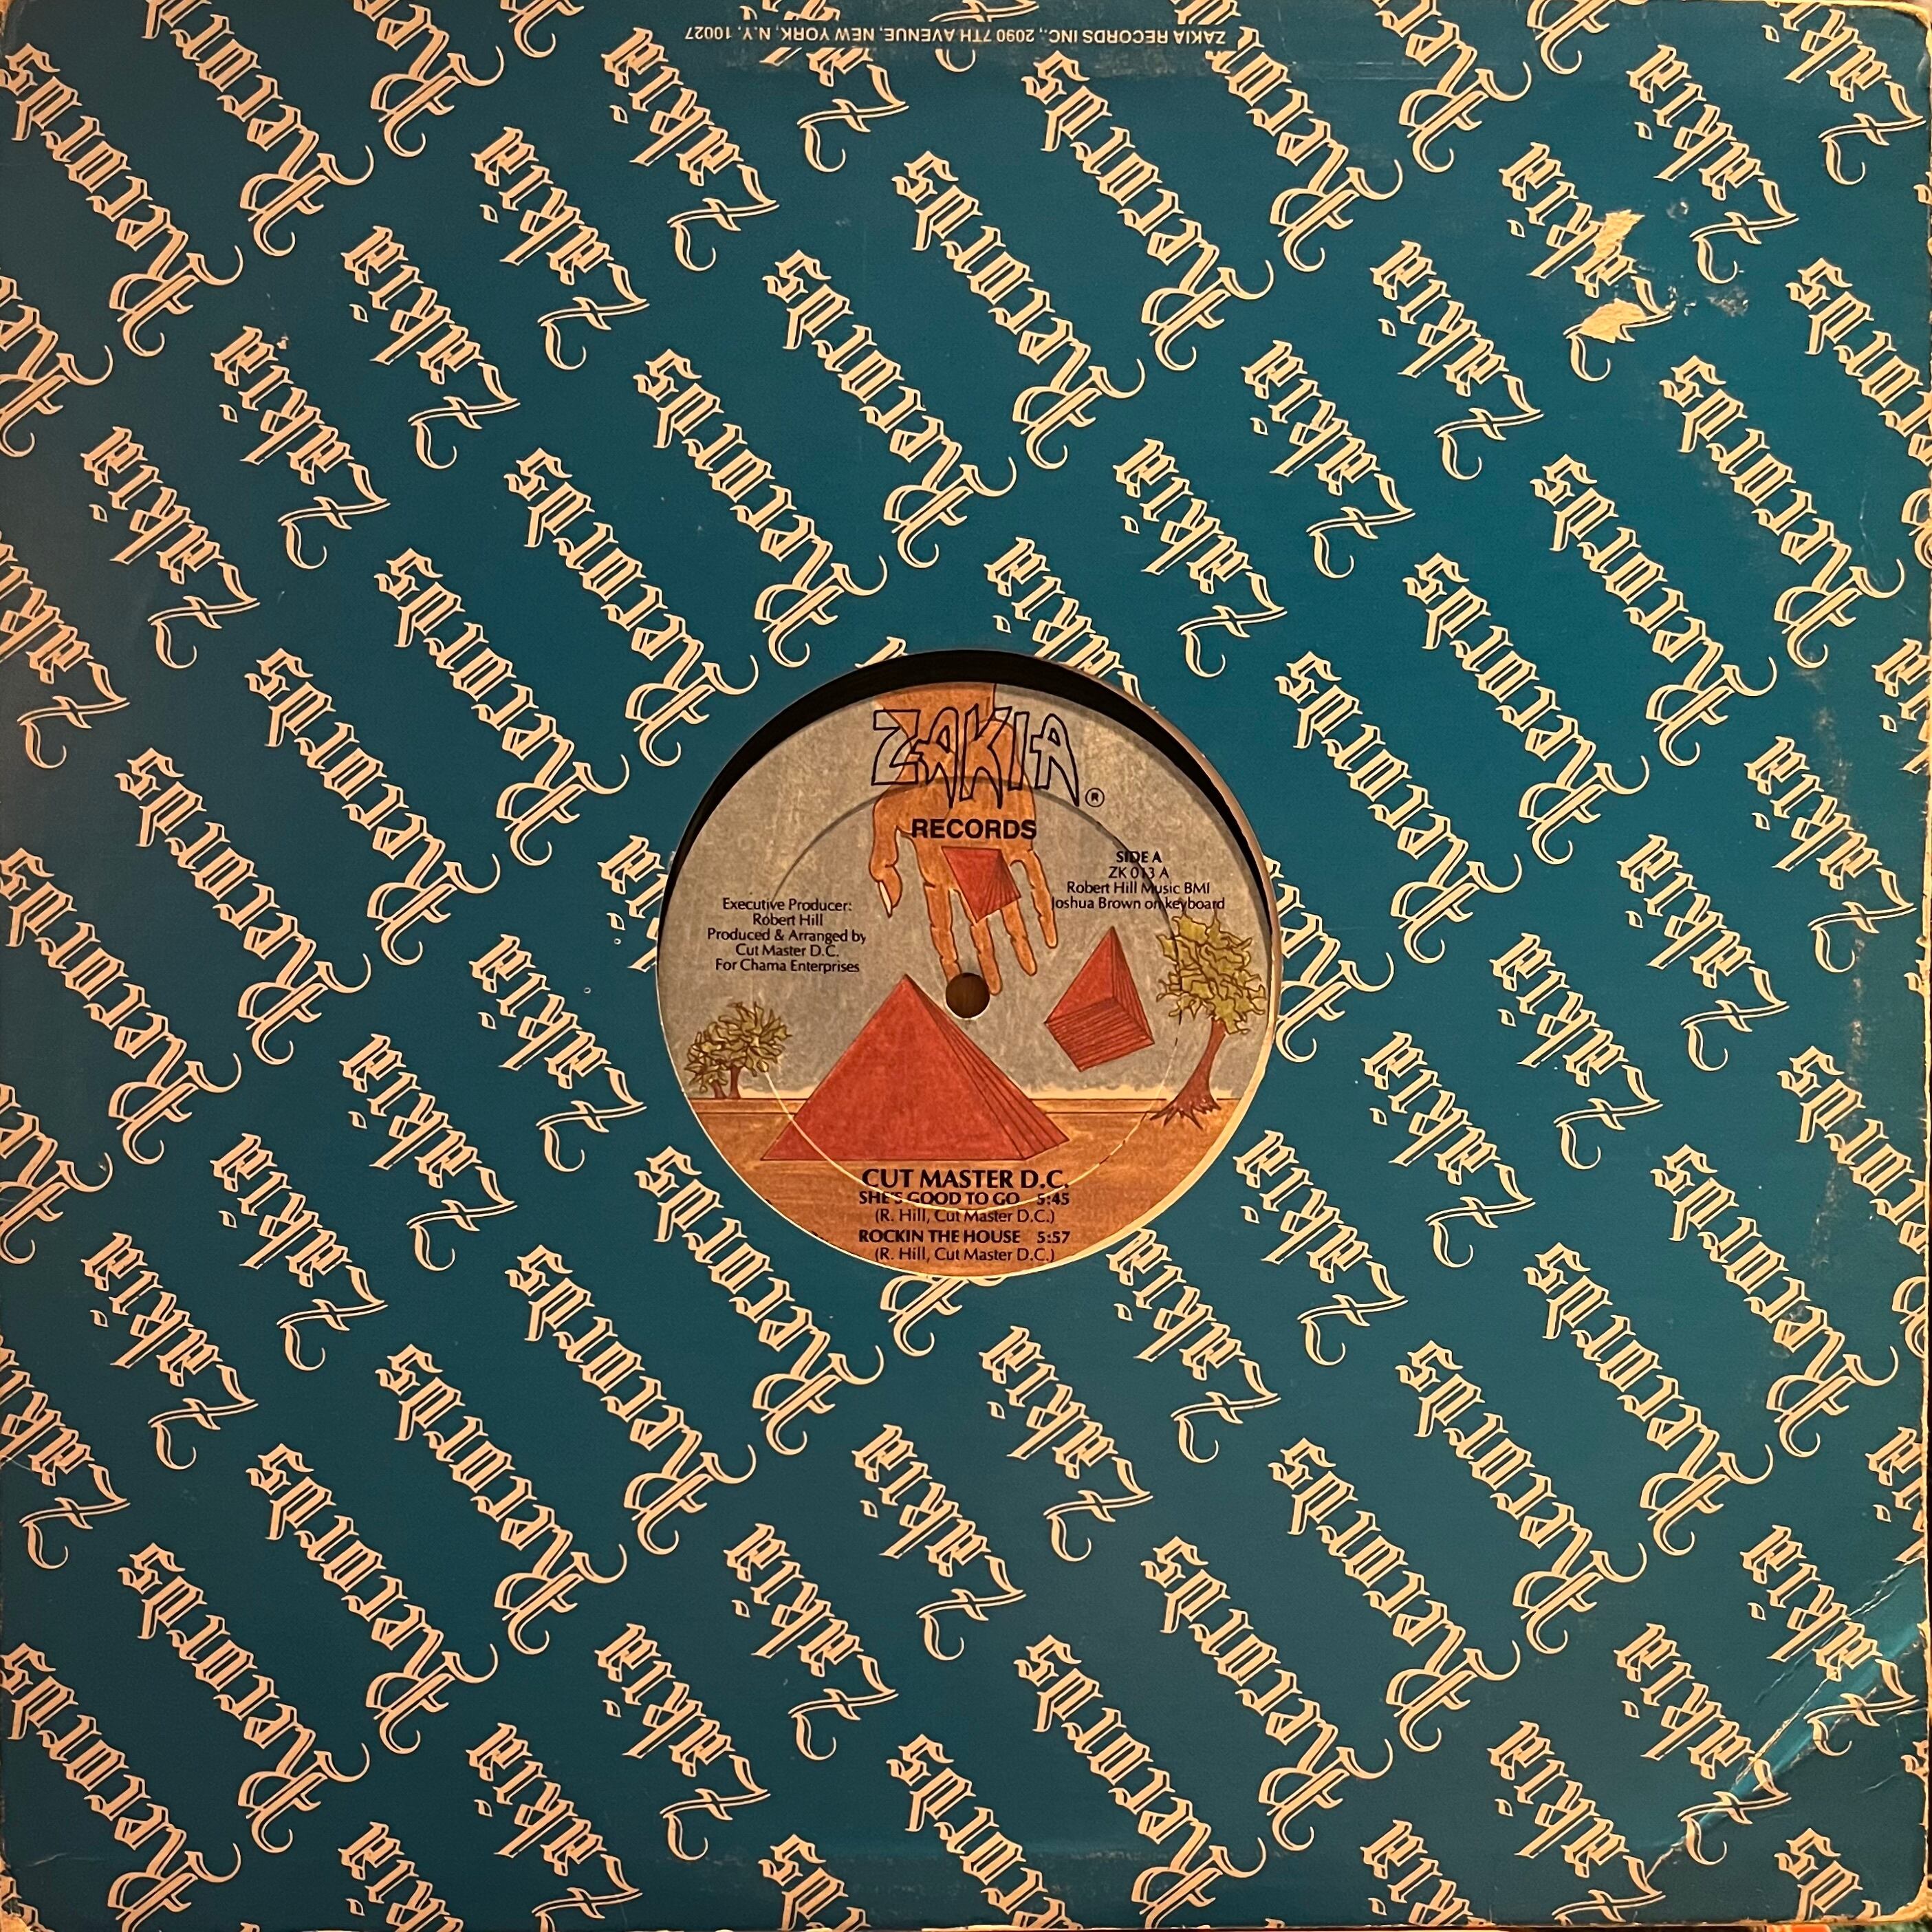 ZAKIA RECORDS INC., 2090 7TH AVENUE, NEW YORK, N.Y. 10027
Zakia Records
ZAKIA ®
RECORDS
SIDE A
ZK 013 A
Robert Hill Music BMI
Joshua Brown on keyboard
Executive Producer:
Robert Hill
Produced & Arranged by
Cut Master D.C.
For Chama Enterprises
CUT MASTER D.C.
SHE'S GOOD TO GO 5:45
(R. Hill, Cut Master D.C.)
ROCKIN THE HOUSE 5:57
(R. Hill, Cut Master D.C.)